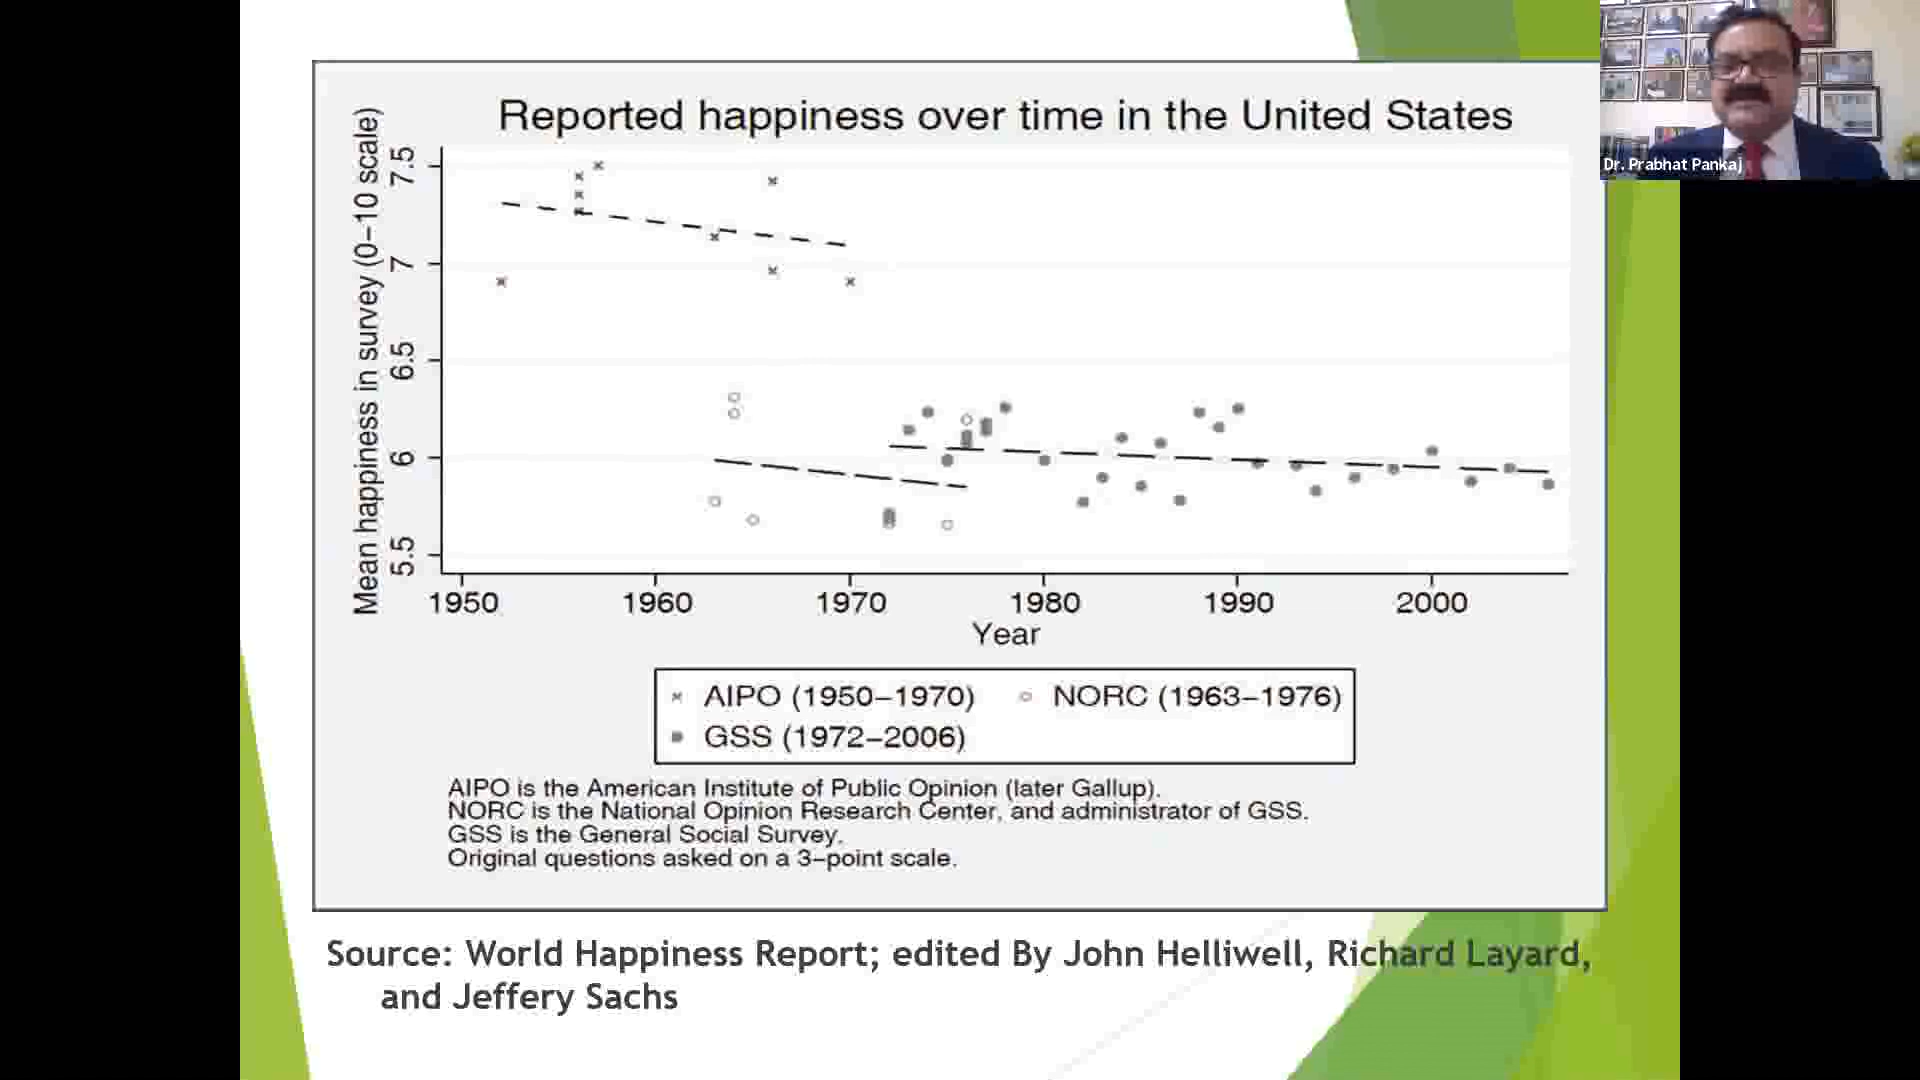 Reported happiness over time in the United States
Mean happiness in survey (0–10 scale)
7.5
7
6.5
6
5.5
1950 1960 1970 1980 1990 2000
Year
AIPO (1950–1970) NORC (1963–1976)
GSS (1972–2006)
AIPO is the American Institute of Public Opinion (later Gallup).
NORC is the National Opinion Research Center, and administrator of GSS.
GSS is the General Social Survey.
Original questions asked on a 3–point scale.
Source: World Happiness Report; edited By John Helliwell, Richard Layard,
and Jeffery Sachs
Dr. Prabhat Pankaj